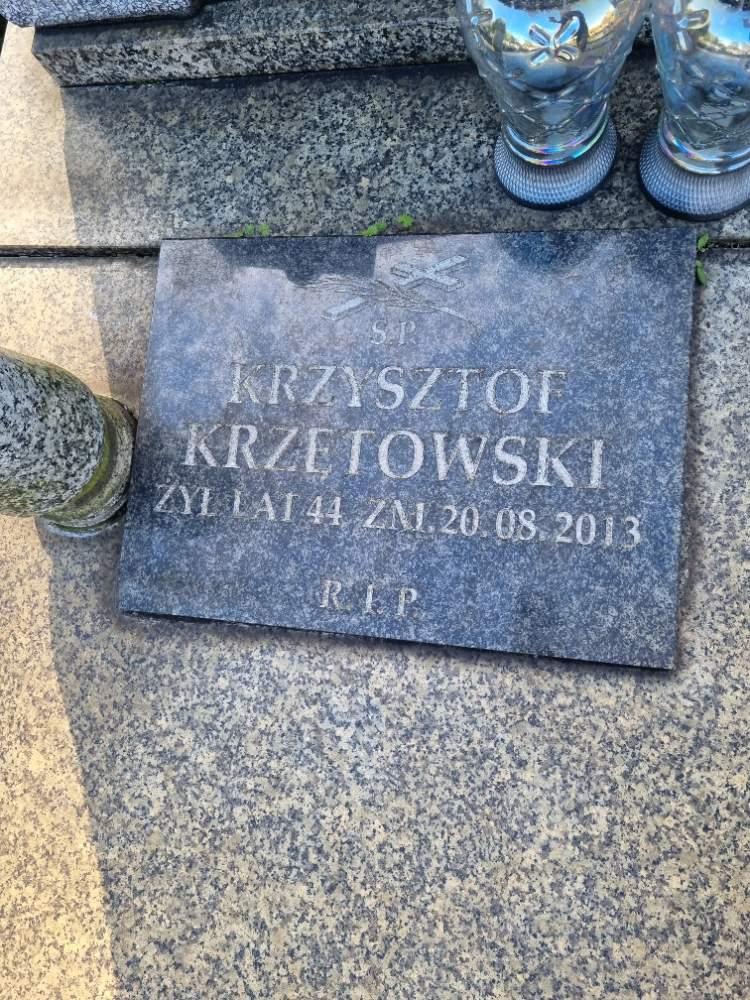 Ś.P.
KRZYSZTOF
KRZĘTOWSKI
ŻYŁ LAT 44, ZM. 20. 08. 2013
R. I. P.